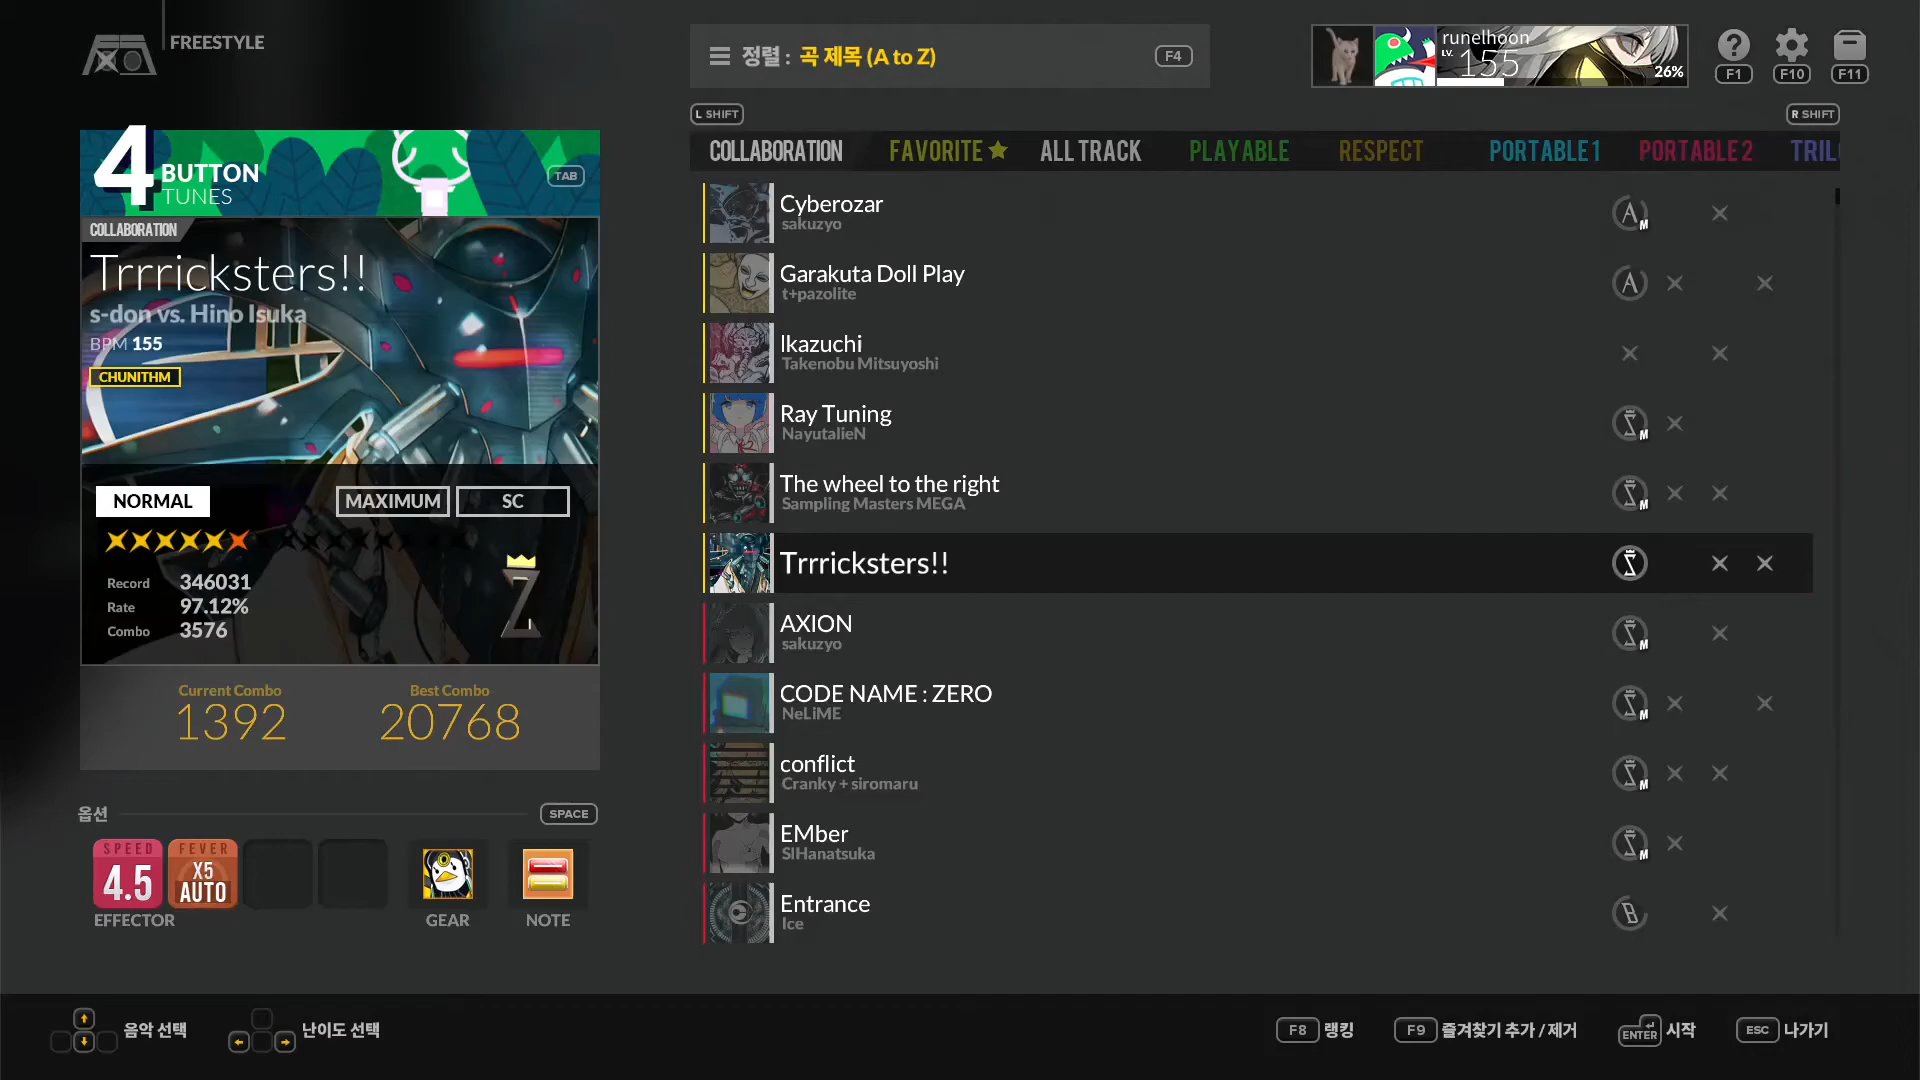 FREESTYLE
정렬 : 곡 제목 (A to Z)
F4
runelhoon
LV. 155
26%
F1
F10
F11
L SHIFT
R SHIFT
COLLABORATION
FAVORITE
ALL TRACK
PLAYABLE
RESPECT
PORTABLE 1
PORTABLE 2
TRIL
4 BUTTON
TUNES
TAB
COLLABORATION
Trrricksters!!
s-don vs. Hino Isuka
BPM 155
CHUNITHM
NORMAL
MAXIMUM
SC
Record 346031
Rate 97.12%
Combo 3576
Z
Current Combo
1392
Best Combo
20768
옵션
SPACE
SPEED
4.5
FEVER
X5
AUTO
EFFECTOR
GEAR
NOTE
Cyberozar
sakuzyo
A M
Garakuta Doll Play
t+pazolite
A
Ikazuchi
Takenobu Mitsuyoshi
Ray Tuning
NayutalieN
Z M
The wheel to the right
Sampling Masters MEGA
Z M
Trrricksters!!
Z
AXION
sakuzyo
Z M
CODE NAME : ZERO
NeLiME
Z M
conflict
Cranky + siromaru
Z M
EMber
SIHanatsuka
Z M
Entrance
Ice
B
음악 선택
난이도 선택
F8 랭킹
F9 즐겨찾기 추가 / 제거
ENTER 시작
ESC 나가기